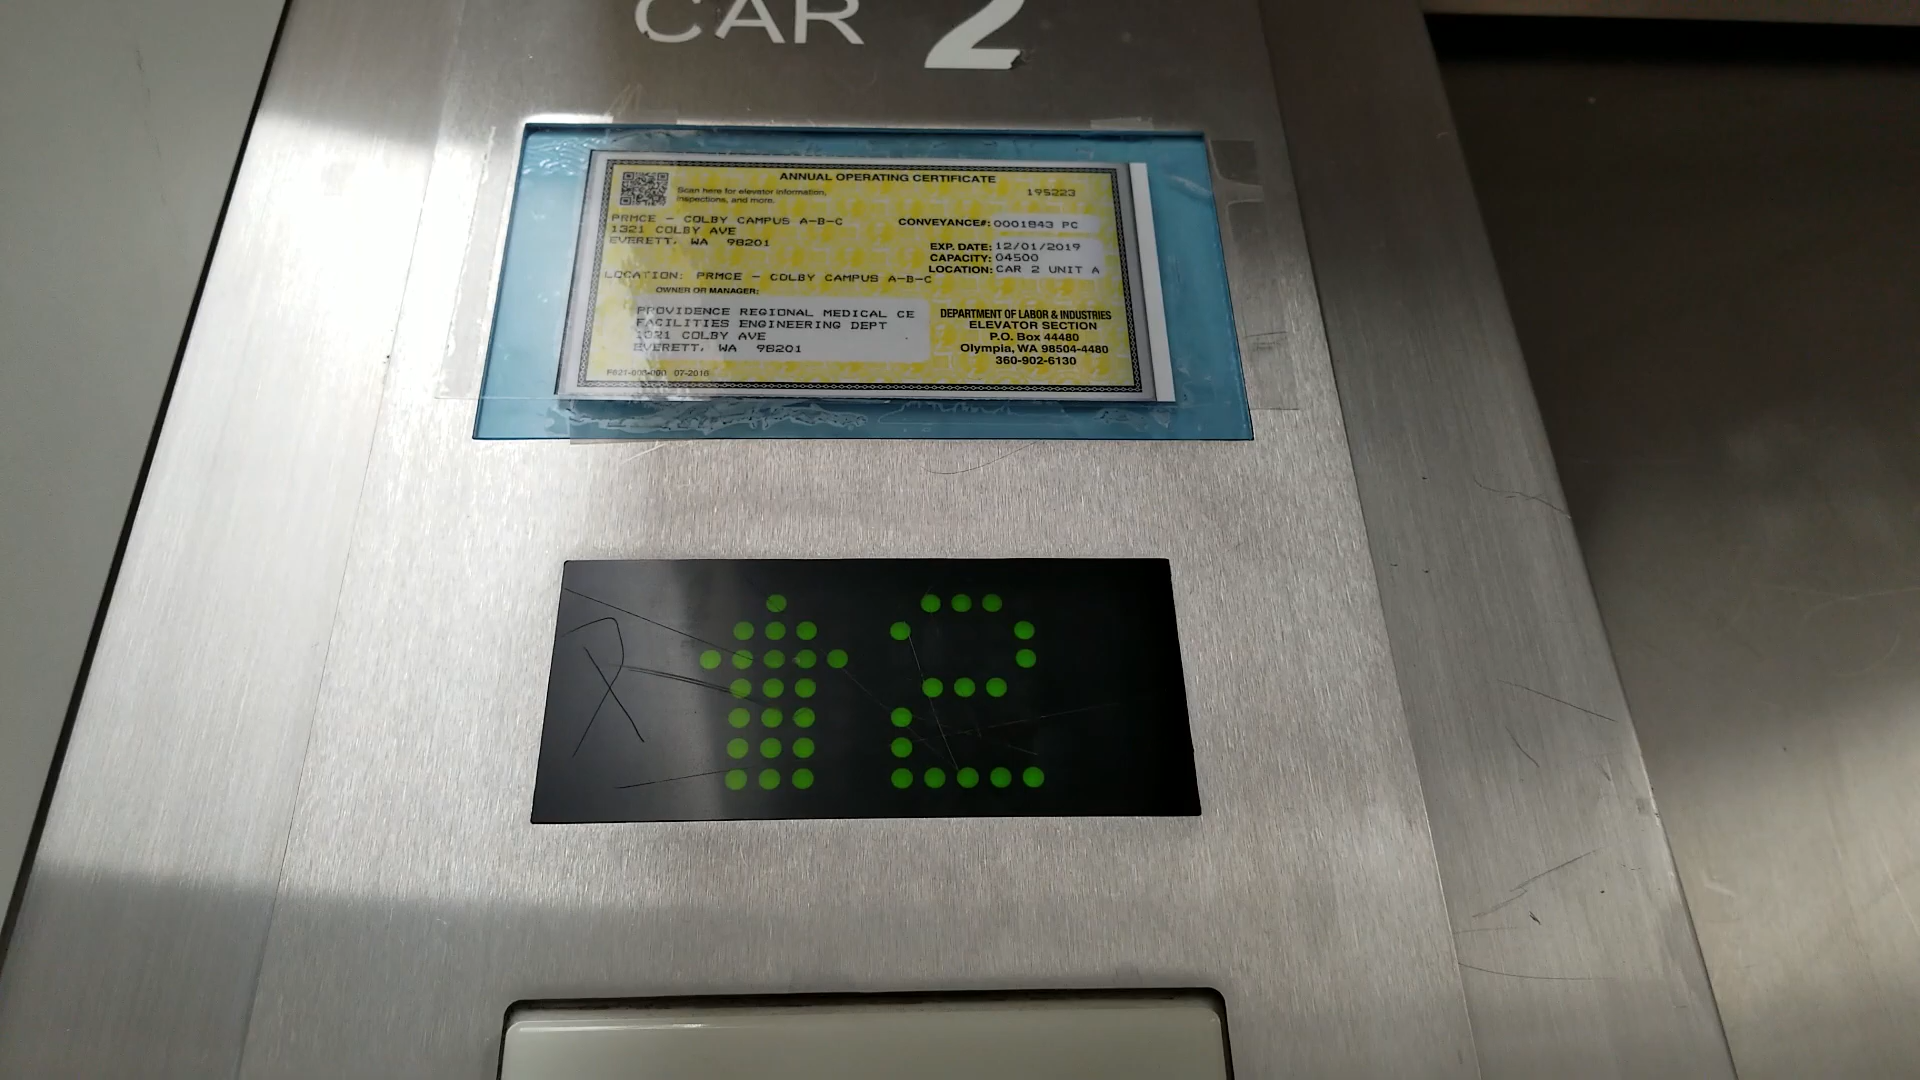 CAR 2
ANNUAL OPERATING CERTIFICATE
Scan here for elevator information, inspections, and more.
195223
PRMCE - COLBY CAMPUS A-B-C
1321 COLBY AVE
EVERETT, WA 98201
CONVEYANCE#: 0001843 PC
EXP. DATE: 12/01/2019
CAPACITY: 04500
LOCATION: CAR 2 UNIT A
LOCATION: PRMCE - COLBY CAMPUS A-B-C
OWNER OR MANAGER:
PROVIDENCE REGIONAL MEDICAL CE
FACILITIES ENGINEERING DEPT
1321 COLBY AVE
EVERETT, WA 98201
DEPARTMENT OF LABOR & INDUSTRIES
ELEVATOR SECTION
P.O. Box 44480
Olympia, WA 98504-4480
360-902-6130
07-2016
2